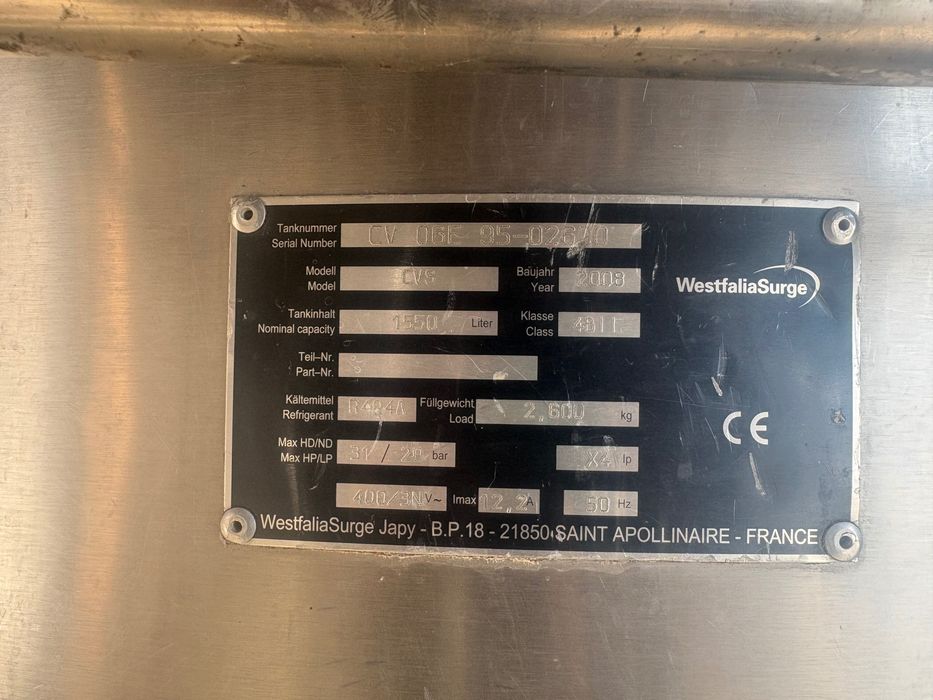 Tanknummer
Serial Number CV 06E 95-02640
Modell
Model CVS
Baujahr
Year 2008
WestfaliaSurge
Tankinhalt
Nominal capacity 1550 Liter
Klasse
Class
Teil–Nr.
Part–Nr.
Kältemittel
Refrigerant R404A
Füllgewicht
Load 2,600 kg
Max HD/ND
Max HP/LP 31 / 20 bar
X4 Ip
400/3N V~ Imax 12,2 A 50 Hz
CE
WestfaliaSurge Japy - B.P.18 - 21850 SAINT APOLLINAIRE - FRANCE